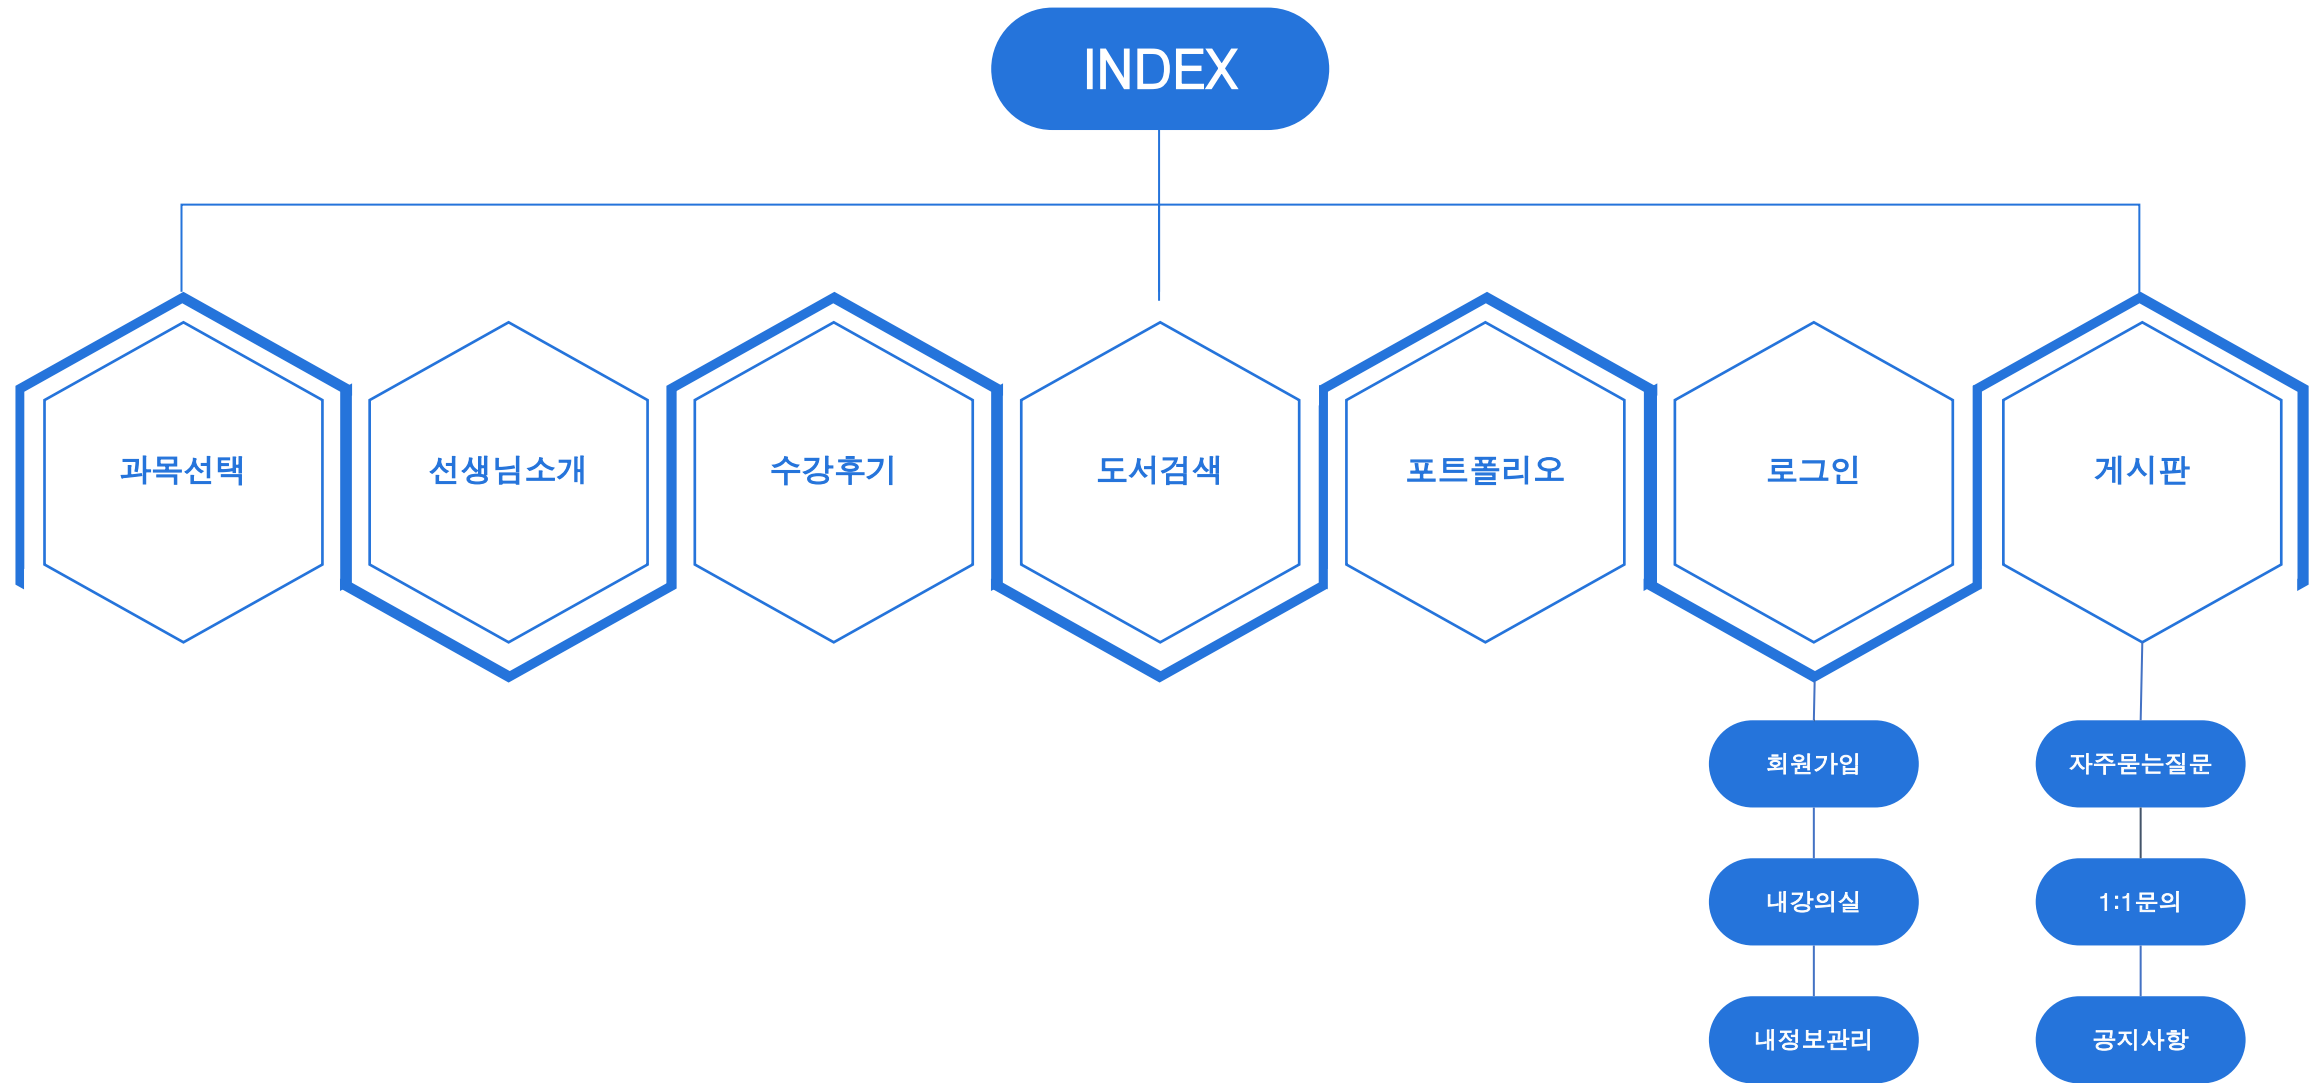 INDEX
과목선택
선생님소개
수강후기
도서검색
포트폴리오
로그인
게시판
회원가입
자주묻는질문
내강의실
1:1문의
내정보관리
공지사항